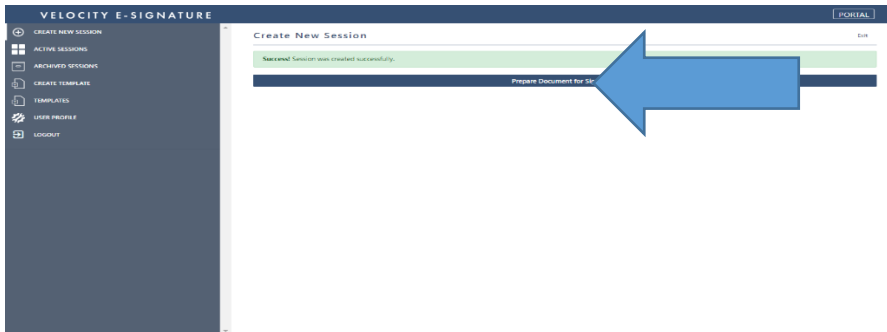 VELOCITY E-SIGNATURE
PORTAL
CREATE NEW SESSION
ACTIVE SESSIONS
ARCHIVED SESSIONS
CREATE TEMPLATE
TEMPLATES
USER PROFILE
LOGOUT
Create New Session
Exit
Success! Session was created successfully.
Prepare Document for